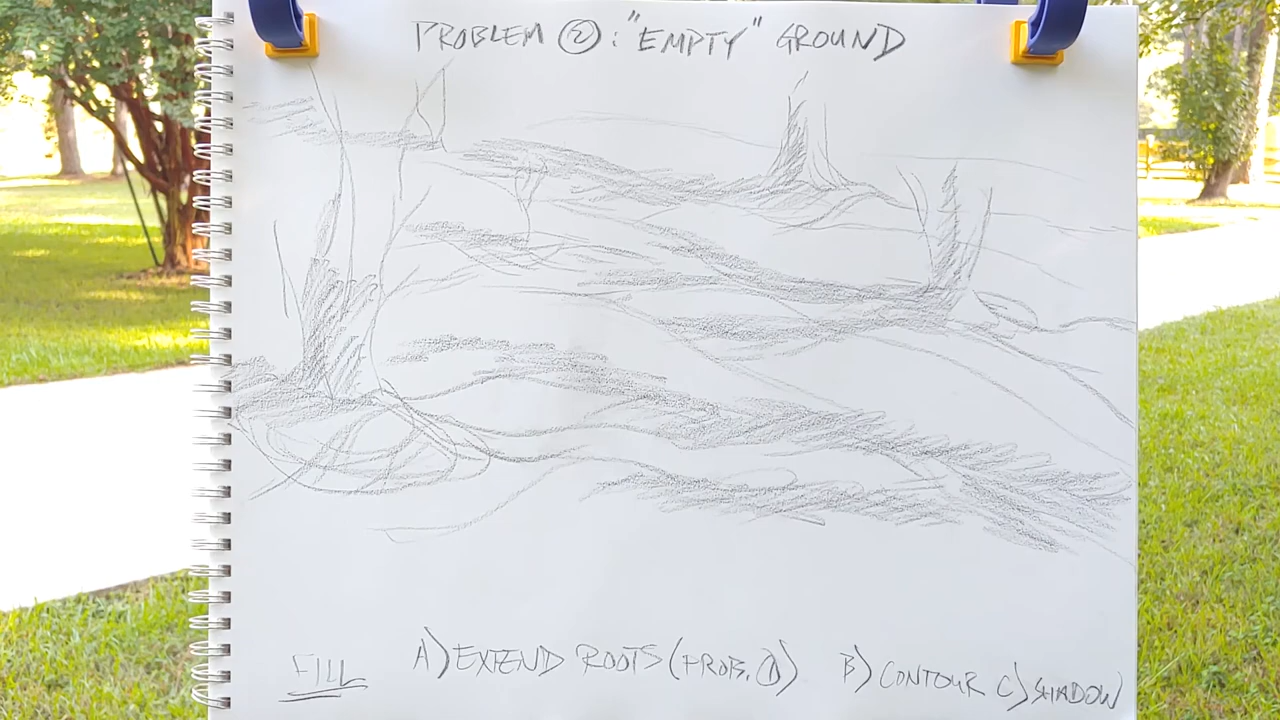 PROBLEM ②: "EMPTY" GROUND
FILL A) EXTEND ROOTS (PROB. ①) B) CONTOUR C) SHADOW